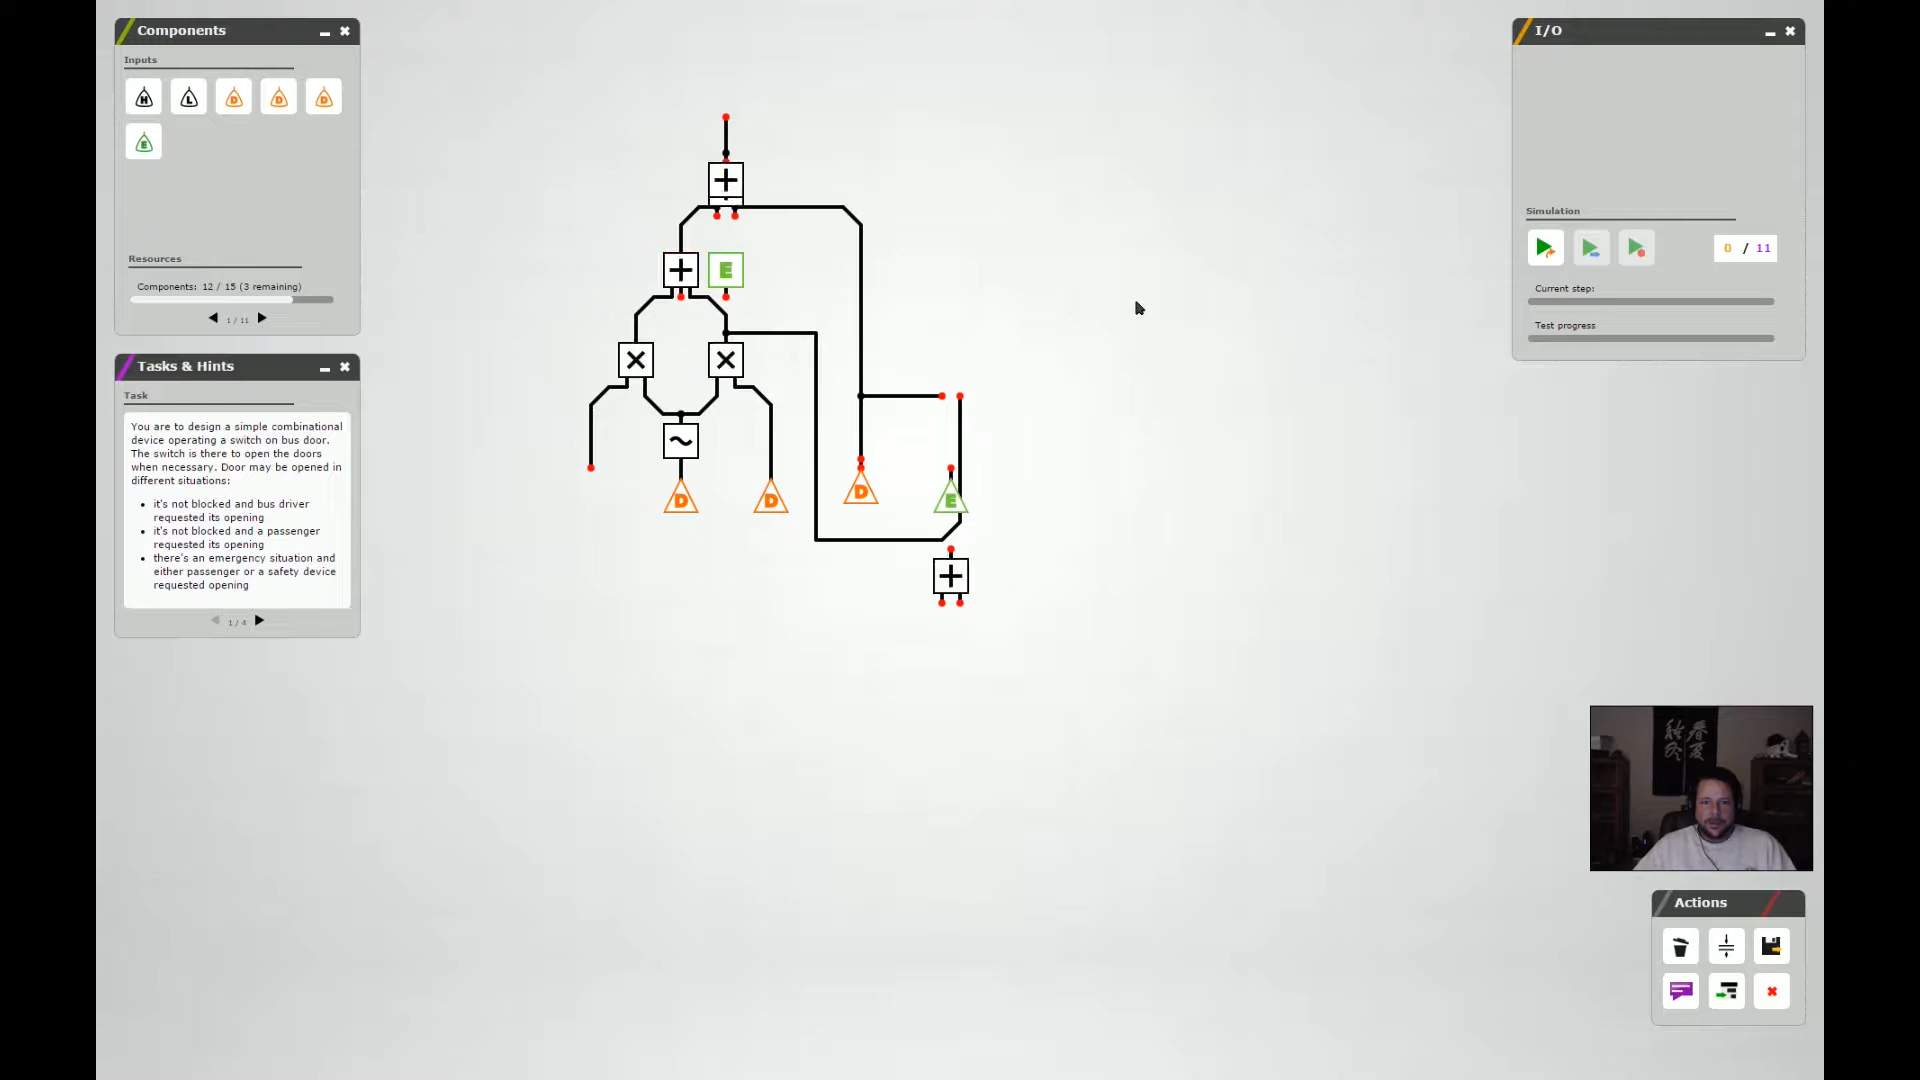 Components
Inputs
H L D D D
E
Resources
Components: 12 / 15 (3 remaining)
1 / 11
Tasks & Hints
Task
You are to design a simple combinational
device operating a switch on bus door.
The switch is there to open the doors
when necessary. Door may be opened in
different situations:
it's not blocked and bus driver
requested its opening
it's not blocked and a passenger
requested its opening
there's an emergency situation and
either passenger or a safety device
requested opening
1 / 4
E
D
D
D
E
I/O
Simulation
0 / 11
Current step:
Test progress
Actions